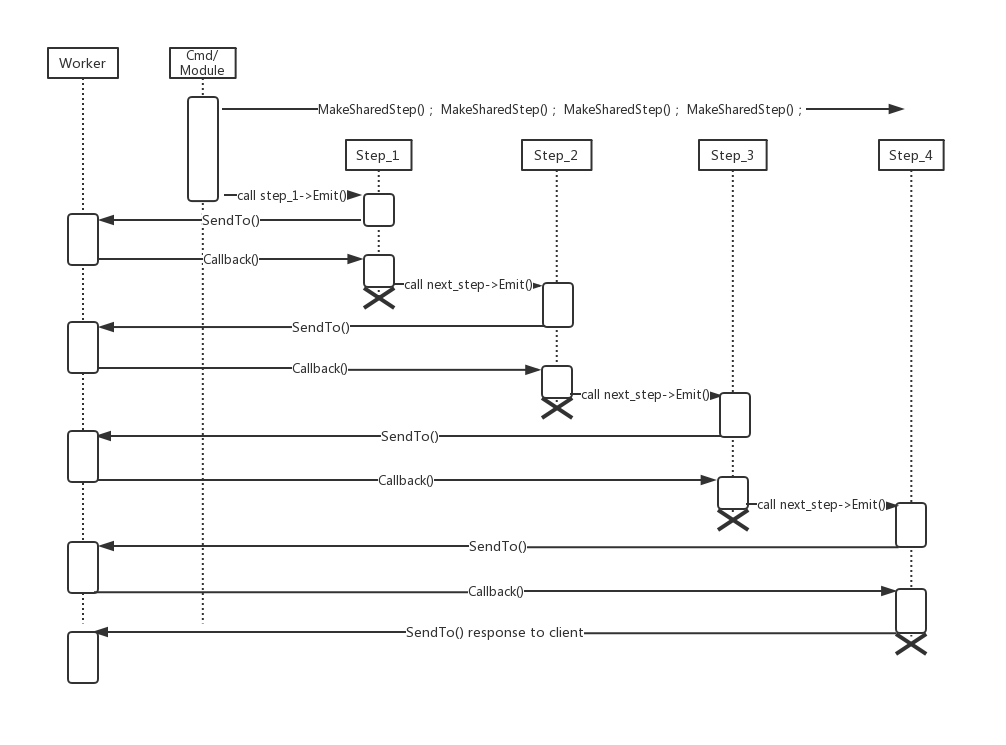 Worker
Cmd/
Module
MakeSharedStep() ; MakeSharedStep() ; MakeSharedStep() ; MakeSharedStep() ;
Step_1
Step_2
Step_3
Step_4
call step_1->Emit()
SendTo()
Callback()
call next_step->Emit()
SendTo()
Callback()
call next_step->Emit()
SendTo()
Callback()
call next_step->Emit()
SendTo()
Callback()
SendTo() response to client